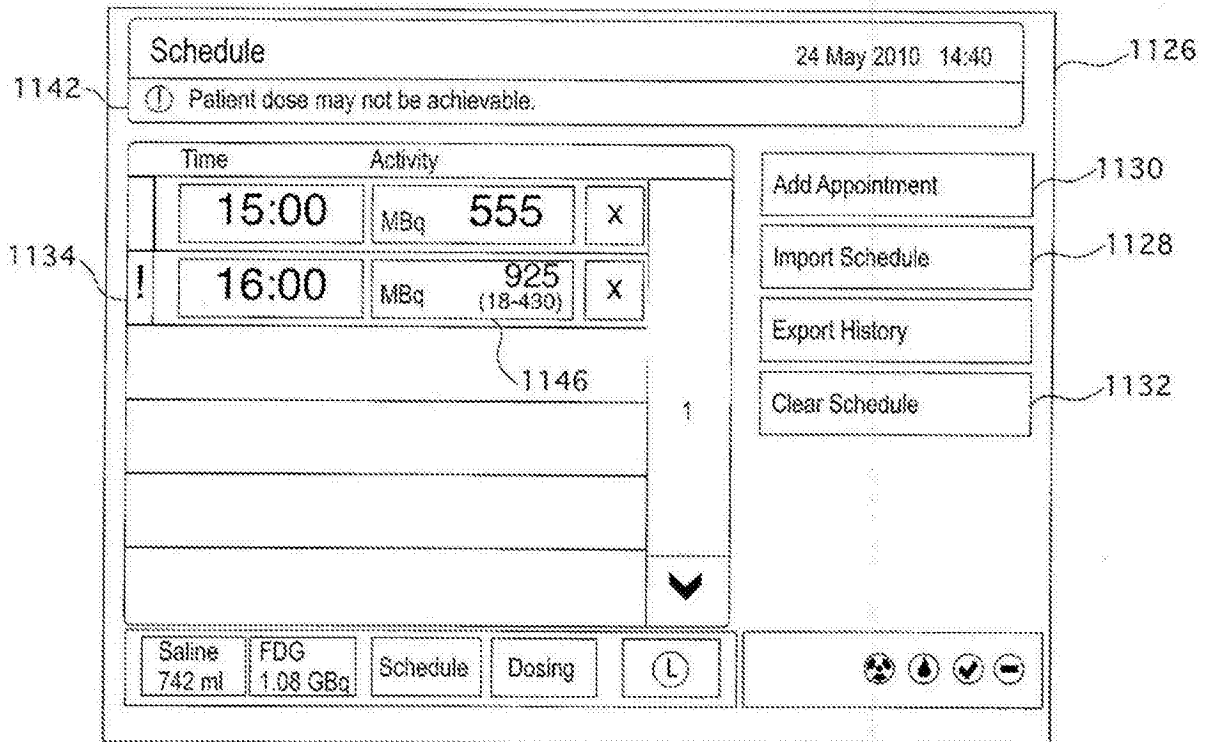 Schedule 24 May 2010 14:40 1126
1142 ! Patient dose may not be achievable.
Time Activity
15:00 MBq 555 X
Add Appointment 1130
1134 ! 16:00 MBq 925 (18-430) X
Import Schedule 1128
Export History
1146
1
Clear Schedule 1132
Saline 742 ml
FDG 1.08 GBq
Schedule Dosing L